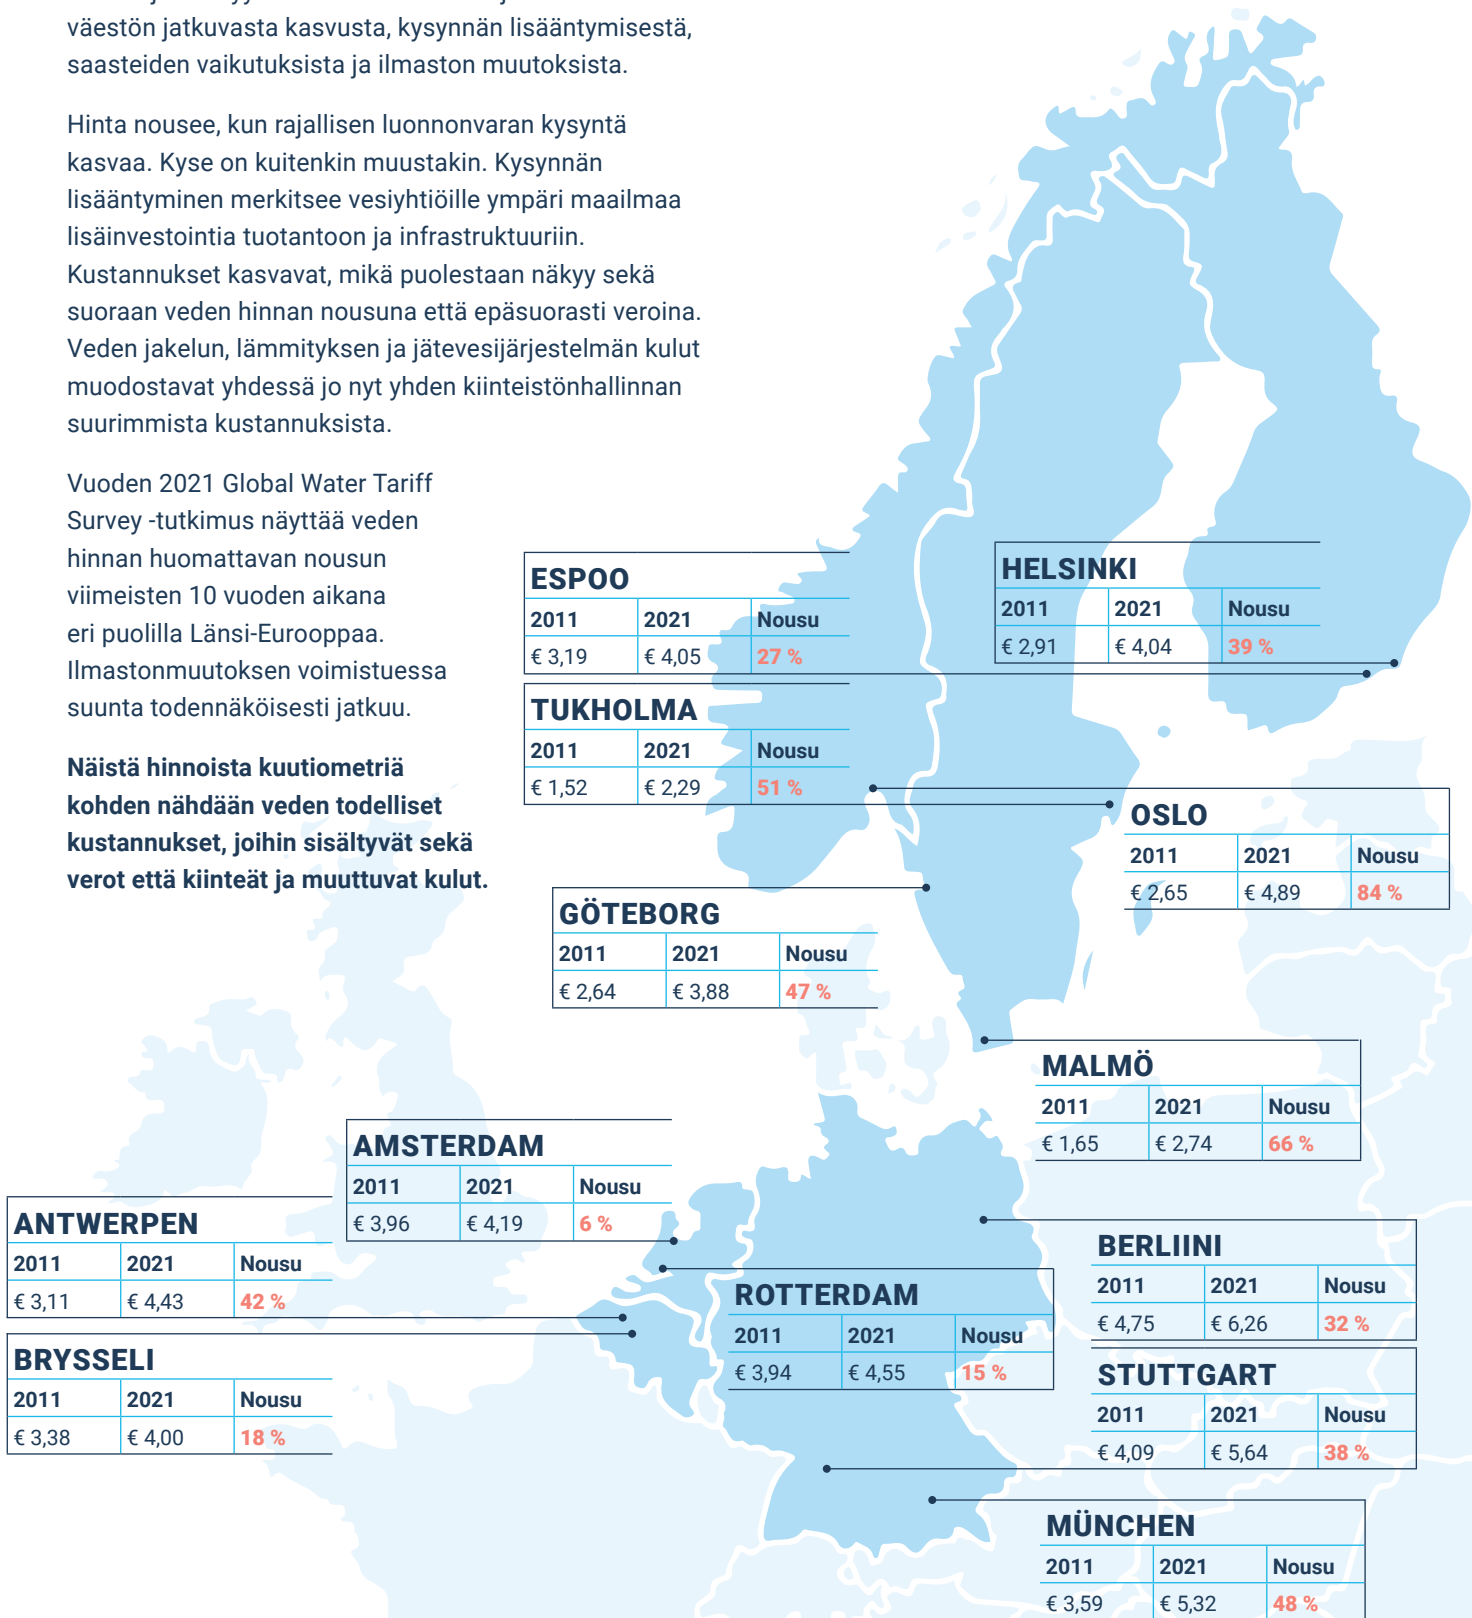 väestön jatkuvasta kasvusta, kysynnän lisääntymisestä,
saasteiden vaikutuksista ja ilmaston muutoksista.
Hinta nousee, kun rajallisen luonnonvaran kysyntä
kasvaa. Kyse on kuitenkin muustakin. Kysynnän
lisääntyminen merkitsee vesiyhtiöille ympäri maailmaa
lisäinvestointia tuotantoon ja infrastruktuuriin.
Kustannukset kasvavat, mikä puolestaan näkyy sekä
suoraan veden hinnan nousuna että epäsuorasti veroina.
Veden jakelun, lämmityksen ja jätevesijärjestelmän kulut
muodostavat yhdessä jo nyt yhden kiinteistönhallinnan
suurimmista kustannuksista.
Vuoden 2021 Global Water Tariff
Survey -tutkimus näyttää veden
hinnan huomattavan nousun
viimeisten 10 vuoden aikana
eri puolilla Länsi-Eurooppaa.
Ilmastonmuutoksen voimistuessa
suunta todennäköisesti jatkuu.
Näistä hinnoista kuutiometriä
kohden nähdään veden todelliset
kustannukset, joihin sisältyvät sekä
verot että kiinteät ja muuttuvat kulut.
ESPOO
2011 2021 Nousu
€ 3,19 € 4,05 27 %
HELSINKI
2011 2021 Nousu
€ 2,91 € 4,04 39 %
TUKHOLMA
2011 2021 Nousu
€ 1,52 € 2,29 51 %
OSLO
2011 2021 Nousu
€ 2,65 € 4,89 84 %
GÖTEBORG
2011 2021 Nousu
€ 2,64 € 3,88 47 %
MALMÖ
2011 2021 Nousu
€ 1,65 € 2,74 66 %
AMSTERDAM
2011 2021 Nousu
€ 3,96 € 4,19 6 %
ANTWERPEN
2011 2021 Nousu
€ 3,11 € 4,43 42 %
BERLIINI
2011 2021 Nousu
€ 4,75 € 6,26 32 %
ROTTERDAM
2011 2021 Nousu
€ 3,94 € 4,55 15 %
BRYSSELI
2011 2021 Nousu
€ 3,38 € 4,00 18 %
STUTTGART
2011 2021 Nousu
€ 4,09 € 5,64 38 %
MÜNCHEN
2011 2021 Nousu
€ 3,59 € 5,32 48 %